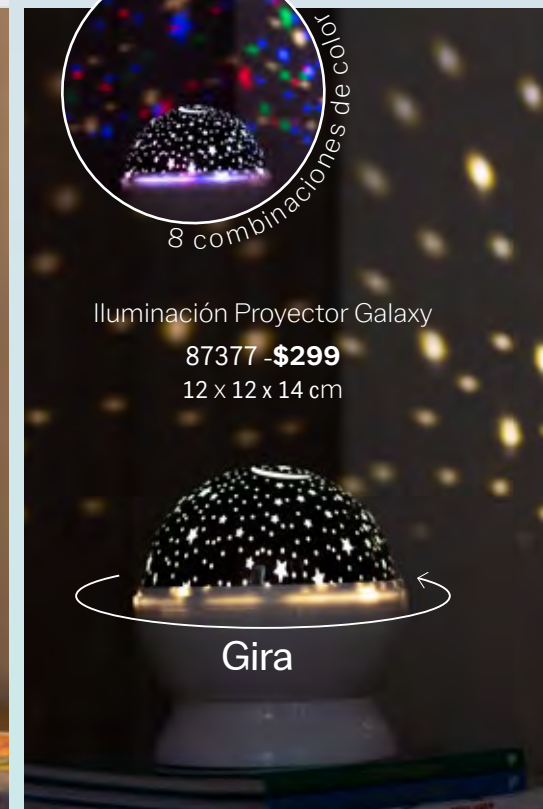 8 combinaciones de color
Iluminación Proyector Galaxy
87377 -$299
12 x 12 x 14 cm
Gira